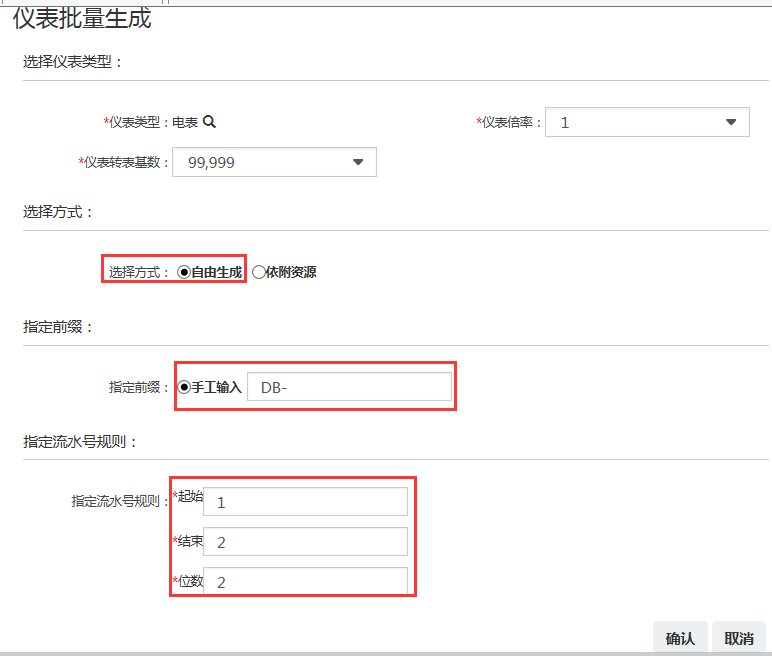 仪表批量生成
选择仪表类型：
*仪表类型：电表
*仪表倍率： 1
*仪表转表基数： 99,999
选择方式：
选择方式： 自由生成 依附资源
指定前缀：
指定前缀： 手工输入 DB-
指定流水号规则：
指定流水号规则： *起始 1
*结束 2
*位数 2
确认 取消